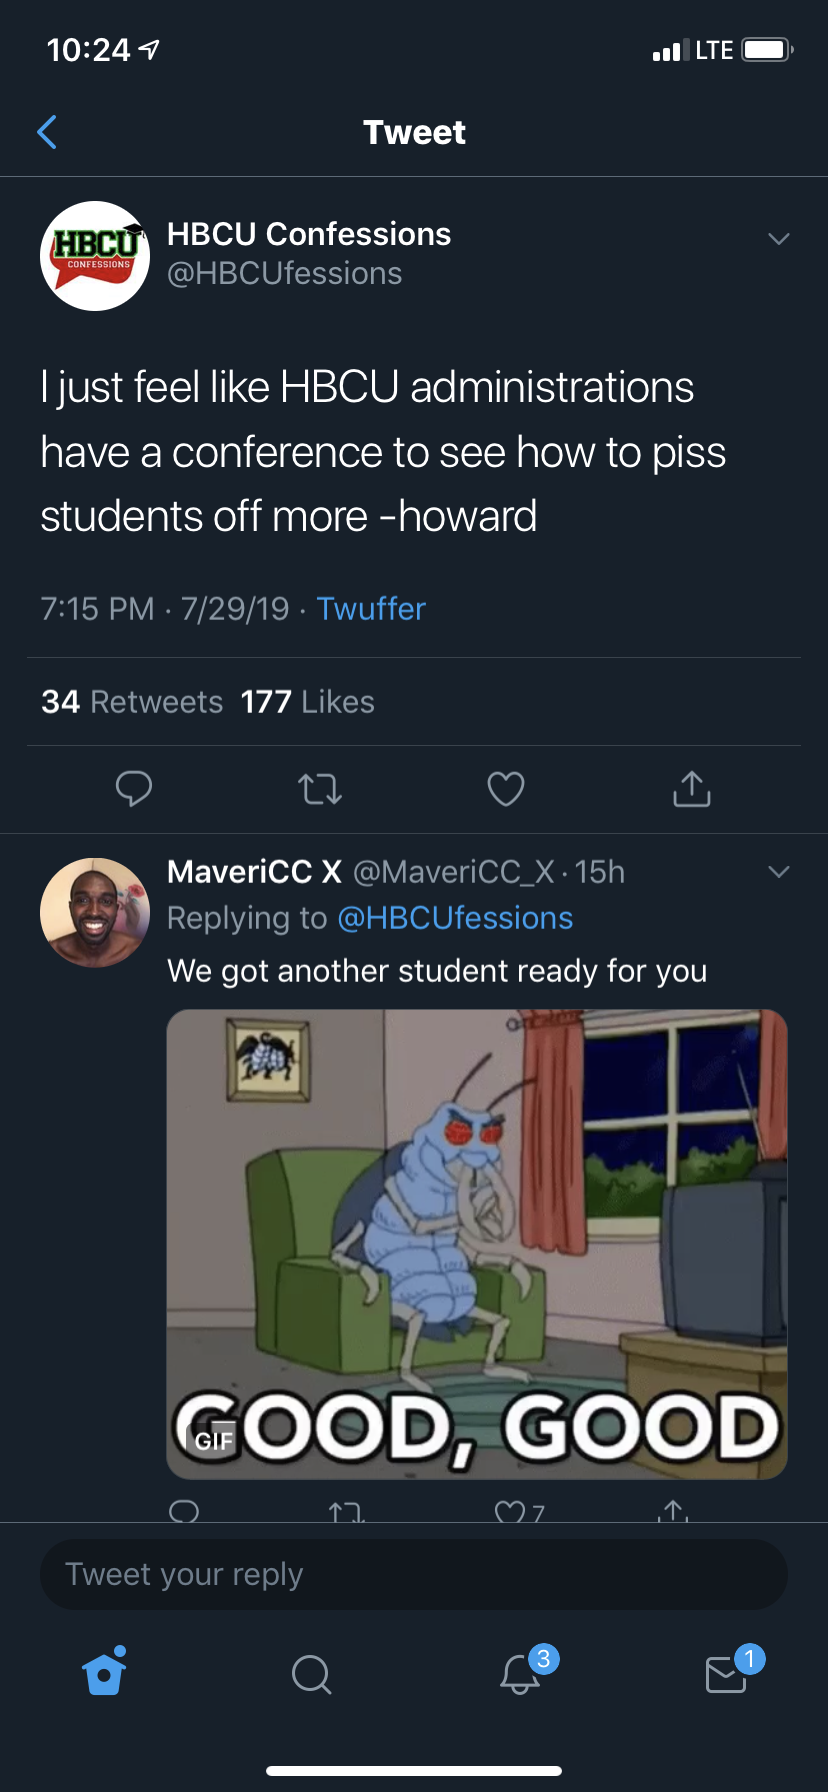 10:24 LTE
Tweet
HBCU
CONFESSIONS
HBCU Confessions
@HBCUfessions
I just feel like HBCU administrations
have a conference to see how to piss
students off more -howard
7:15 PM · 7/29/19 · Twuffer
34 Retweets 177 Likes
MaveriCC X @MaveriCC_X · 15h
Replying to @HBCUfessions
We got another student ready for you
GOOD, GOOD
GIF
7
Tweet your reply
3
1